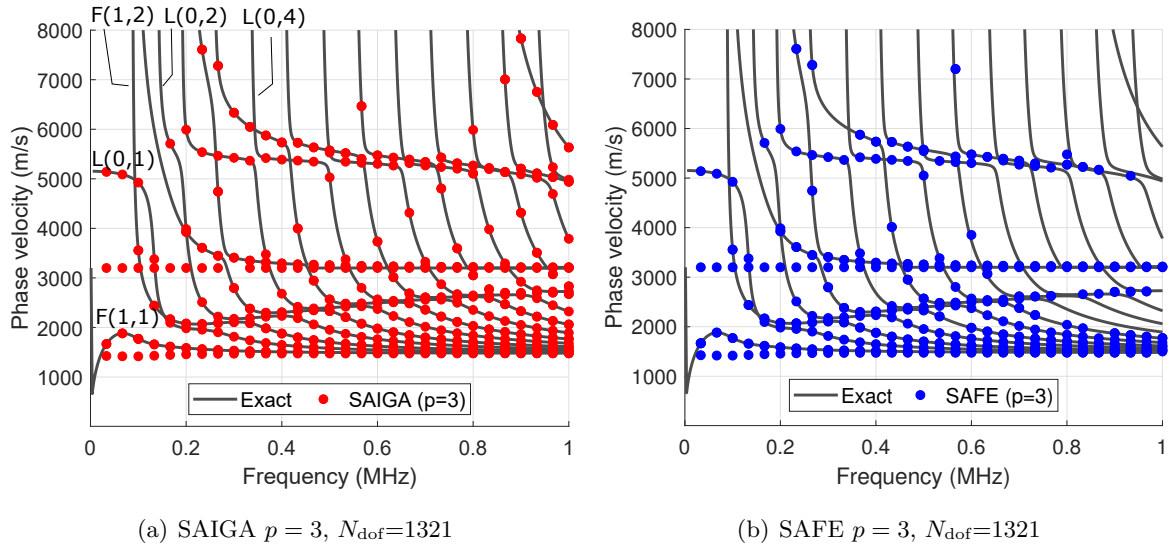 F(1,2) L(0,2) L(0,4)
8000
7000
6000
5000
4000
3000
2000
1000
Phase velocity (m/s)
L(0,1)
F(1,1)
Exact SAIGA (p=3)
0 0.2 0.4 0.6 0.8 1
Frequency (MHz)
(a) SAIGA p = 3, Ndof=1321
8000
7000
6000
5000
4000
3000
2000
1000
Phase velocity (m/s)
Exact SAFE (p=3)
0 0.2 0.4 0.6 0.8 1
Frequency (MHz)
(b) SAFE p = 3, Ndof=1321